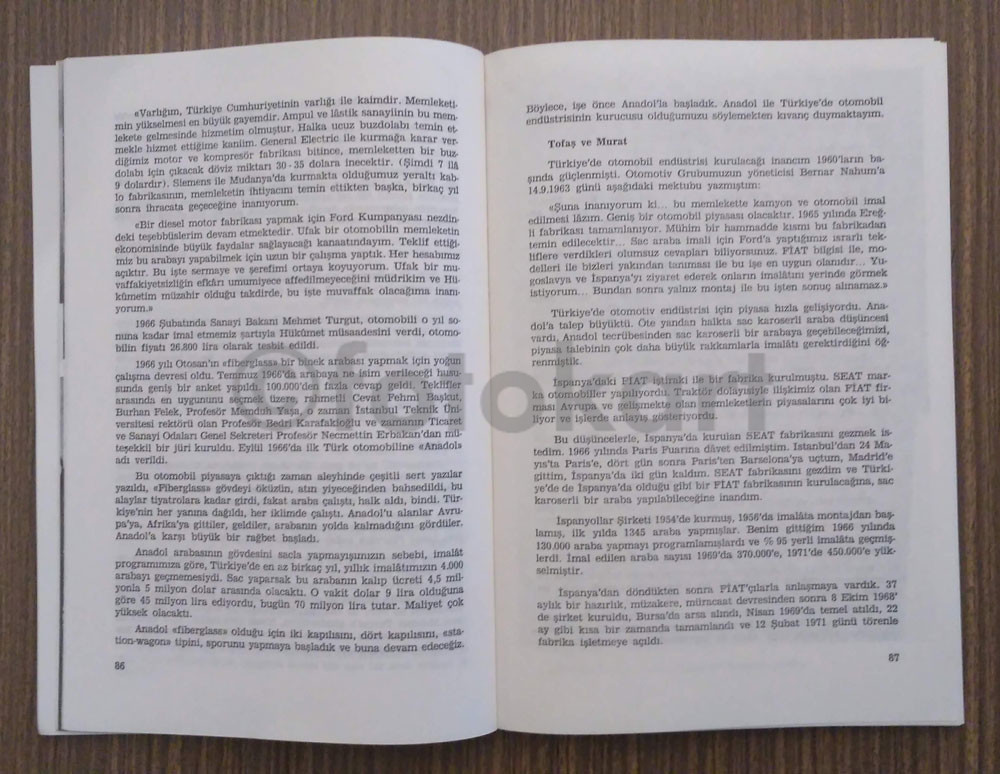 «Varlığım, Türkiye Cumhuriyetinin varlığı ile kaimdir. Memleketi-
min yükselmesi en büyük gayemdir. Ampul ve lâstik sanayiinin bu mem-
lekete gelmesinde hizmetim olmuştur. Halka ucuz buzdolabı temin et-
mekle hizmet ettiğime kaniim. General Electric ile kurmağa karar ver-
diğimiz motor ve kompresör fabrikası bitince, memleketten bir buz-
dolabı için çıkacak döviz miktarı 30-35 dolara inecektir. (Şimdi 7 ilâ
9 dolardır). Siemens ile Mudanya'da kurmakta olduğumuz yeraltı kab-
lo fabrikasının, memleketin ihtiyacını temin ettikten başka, birkaç yıl
sonra ihracata geçeceğine inanıyorum.
«Bir diesel motor fabrikası yapmak için Ford Kumpanyası nezdin-
deki teşebbüslerim devam etmektedir. Ufak bir otomobilin memleketin
ekonomisinde büyük faydalar sağlayacağı kanaatındayım. Teklif ettiği-
miz bu arabayı yapabilmek için uzun bir çalışma yaptık. Her hesabımız
açıktır. Bu işte sermaye ve şerefimi ortaya koyuyorum. Ufak bir mu-
vaffakiyetsizliğin efkârı umumiyece affedilmeyeceğini müdrikim ve Hü-
kûmetim müzahir olduğu takdirde, bu işte muvaffak olacağıma inanı-
yorum.»
1966 Şubatında Sanayi Bakanı Mehmet Turgut, otomobili o yıl so-
nuna kadar imal etmemiz şartıyla Hükûmet müsaadesini verdi, otomo-
bilin fiyatı 26.800 lira olarak tesbit edildi.
1966 yılı Otosan'ın «fiberglass» bir binek arabası yapmak için yoğun
çalışma devresi oldu. Temmuz 1966'da arabaya ne isim verileceği husu-
sunda geniş bir anket yapıldı. 100.000'den fazla cevap geldi. Teklifler
arasında en uygununu seçmek üzere, kıymetli Cevat Fehmi Başkut,
Burhan Felek, Profesör Memduh Yaşa, o zaman İstanbul Teknik Üni-
versitesi rektörü olan Profesör Bedri Karafakioğlu ve zamanın Ticaret
ve Sanayi Odaları Genel Sekreteri Profesör Necmettin Erbakan'dan mü-
teşekkil bir jüri kuruldu. Eylül 1966'da ilk Türk otomobiline «Anadol»
adı verildi.
Bu otomobil piyasaya çıktığı zaman aleyhinde çeşitli sert yazılar
yazıldı, «Fiberglass» gövdeyi öküzün, atın yiyeceğinden bahsedildi, bu
alaylar tiyatrolara kadar girdi, fakat araba çalıştı, halk aldı, bindi. Tür-
kiye'nin her yanına dağıldı, her iklimde çalıştı. Anadol'u alanlar Avru-
pa'ya, Afrika'ya gittiler, geldiler, arabanın yolda kalmadığını gördüler.
Anadol'a karşı büyük bir rağbet başladı.
Anadol arabasının gövdesini sacla yapmayışımızın sebebi, imalât
programımıza göre, Türkiye'de en az birkaç yıl, yıllık imalâtımızın 4.000
arabayı geçmemesiydi. Sac yaparsak bu arabanın kalıp ücreti 4,5 mil-
yonla 5 milyon dolar arasında olacaktı. O vakit dolar 9 lira olduğuna
göre 45 milyon lira ediyordu, bugün 70 milyon lira tutar. Maliyet çok
yüksek olacaktı.
Anadol «fiberglass» olduğu için iki kapılısını, dört kapılısını, «sta-
tion-wagon» tipini, sporunu yapmaya başladık ve buna devam edeceğiz.
86
Böylece, işe önce Anadol'la başladık. Anadol ile Türkiye'de otomobil
endüstrisinin kurucusu olduğumuzu söylemekten kıvanç duymaktayım.
Tofaş ve Murat
Türkiye'de otomobil endüstrisi kurulacağı inancım 1960'ların ba-
şında güçlenmişti. Otomotiv Grubumuzun yöneticisi Bernar Nahum'a
14.9.1963 günü aşağıdaki mektubu yazmıştım:
«Şuna inanıyorum ki... bu memlekette kamyon ve otomobil imal
edilmesi lâzım. Geniş bir otomobil piyasası olacaktır. 1965 yılında Ereğ-
li fabrikası tamamlanıyor. Mühim bir hammadde kısmı bu fabrikadan
temin edilecektir... Sac araba imali için Ford'a yaptığımız ısrarlı tek-
liflere verdikleri olumsuz cevapları biliyorsunuz. FİAT bilgisi ile, mo-
delleri ile bizleri yakından tanıması ile bu işe en uygun olanıdır... Yu-
goslavya ve İspanya'yı ziyaret ederek onların imalâtını yerinde görmek
istiyorum... Bundan sonra yalnız montaj ile bu işten sonuç alınamaz.»
Türkiye'de otomotiv endüstrisi için piyasa hızla gelişiyordu. Ana-
dol'a talep büyüktü. Öte yandan halkta sac karoserli araba düşüncesi
vardı. Anadol tecrübesinden sac karoserli bir arabaya geçebileceğimizi,
piyasa talebinin çok daha büyük rakkamlarla imalâtı gerektirdiğini öğ-
renmiştik.
İspanya'daki FİAT iştiraki ile bir fabrika kurulmuştu. SEAT mar-
ka otomobiller yapılıyordu. Traktör dolayısiyle ilişkimiz olan FİAT fir-
ması Avrupa ve gelişmekte olan memleketlerin piyasalarını çok iyi bi-
liyor ve işlerde anlayış gösteriyordu.
Bu düşüncelerle, İspanya'da kurulan SEAT fabrikasını gezmek is-
tedim. 1966 yılında Paris Fuarına dâvet edilmiştim. İstanbul'dan 24 Ma-
yıs'ta Paris'e, dört gün sonra Paris'ten Barselona'ya uçtum, Madrid'e
gittim, İspanya'da iki gün kaldım. SEAT fabrikasını gezdim ve Türki-
ye'de de İspanya'da olduğu gibi bir FİAT fabrikasının kurulacağına, sac
karoserli bir araba yapılabileceğine inandım.
İspanyollar Şirketi 1954'de kurmuş, 1956'da imalâta montajdan baş-
lamış, ilk yılda 1345 araba yapmışlar. Benim gittiğim 1966 yılında
130.000 araba yapmayı programlamışlardı ve % 95 yerli imalâta geçmiş-
lerdi. İmal edilen araba sayısı 1969'da 370.000'e, 1971'de 450.000'e yük-
selmiştir.
İspanya'dan döndükten sonra FİAT'çılarla anlaşmaya vardık. 37
aylık bir hazırlık, müzakere, müracaat devresinden sonra 8 Ekim 1968'
de şirket kuruldu, Bursa'da arsa alındı, Nisan 1969'da temel atıldı, 22
ay gibi kısa bir zamanda tamamlandı ve 12 Şubat 1971 günü törenle
fabrika işletmeye açıldı.
87